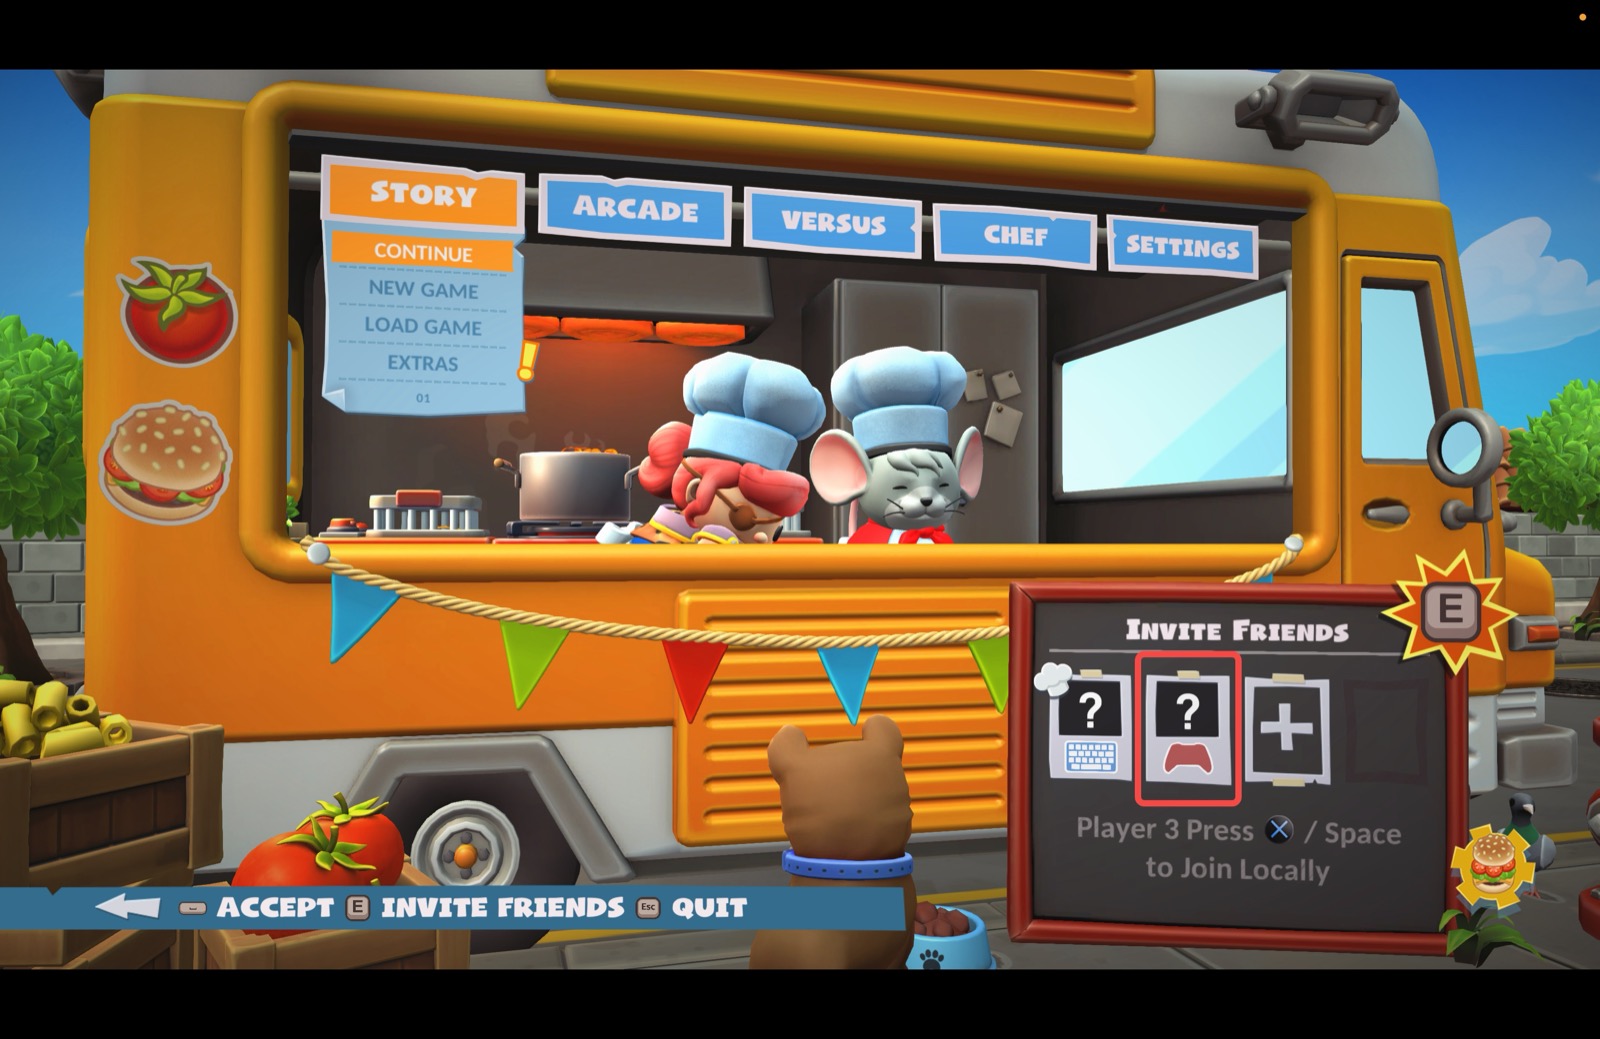 STORY
ARCADE
VERSUS
CHEF
SETTINGS
CONTINUE
NEW GAME
LOAD GAME
EXTRAS
01
!
E
INVITE FRIENDS
? ? +
Player 3 Press / Space
to Join Locally
ACCEPT E INVITE FRIENDS Esc QUIT